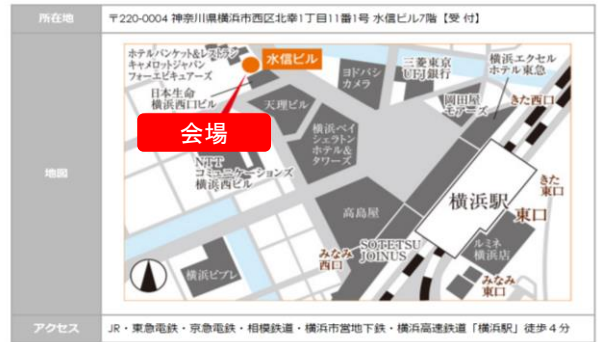 所在地
〒220-0004 神奈川県横浜市西区北幸1丁目11番1号 水信ビル7階【受 付】
地図
ホテルバンケット&レストラン
キャメロットジャパン
フォーエピキュアーズ
水信ビル
日本生命
横浜西口ビル
天理ビル
ヨドバシ
カメラ
三菱東京
UFJ銀行
横浜エクセル
ホテル東急
岡田屋
モアーズ
きた西口
会場
NTT
コミュニケーションズ
横浜西ビル
横浜ベイ
シェラトン
ホテル&
タワーズ
高島屋
横浜駅
きた
東口
東口
みなみ
西口
SOTETSU
JOINUS
ルミネ
横浜店
みなみ
東口
横浜ビブレ
アクセス
JR・東急電鉄・京急電鉄・相模鉄道・横浜市営地下鉄・横浜高速鉄道「横浜駅」徒歩4分